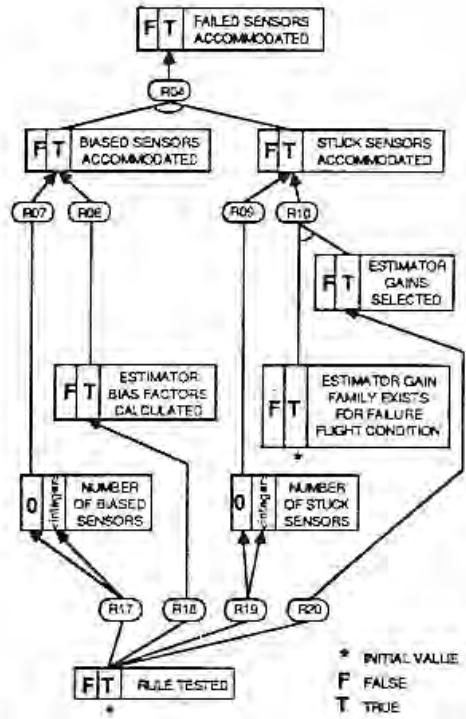 F T FAILED SENSORS
ACCOMMODATED
R04
F T BIASED SENSORS
ACCOMMODATED
F T STUCK SENSORS
ACCOMMODATED
R07
R08
R09
R10
F T ESTIMATOR
GAINS
SELECTED
F T ESTIMATOR
BIAS FACTORS
CALCULATED
F T ESTIMATOR GAIN
FAMILY EXISTS
FOR FAILURE
FLIGHT CONDITION
*
0 <integer> NUMBER
OF BIASED
SENSORS
0 <integer> NUMBER
OF STUCK
SENSORS
R17
R18
R19
R20
F T RULE TESTED
*
* INITIAL VALUE
F FALSE
T TRUE